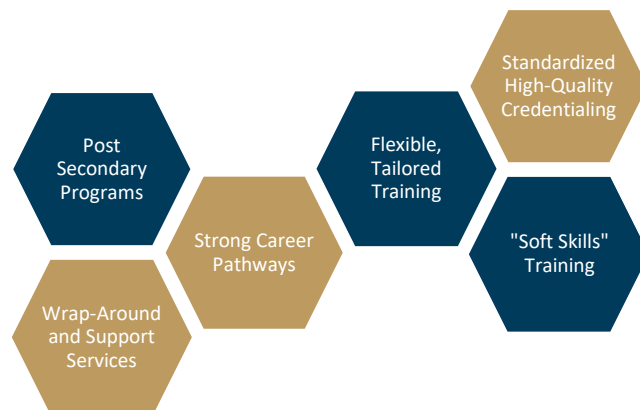 Post
Secondary
Programs
Wrap-Around
and Support
Services
Strong Career
Pathways
Flexible,
Tailored
Training
Standardized
High-Quality
Credentialing
"Soft Skills"
Training